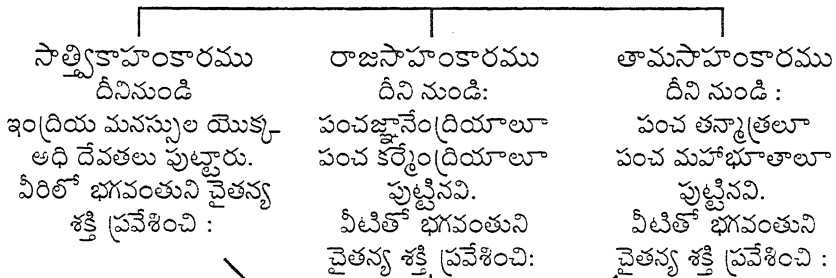 సాత్త్వికాహంకారము
దీనినుండి
ఇంద్రియ మనస్సుల యొక్క
అధి దేవతలు పుట్టారు.
వీరిలో భగవంతుని చైతన్య
శక్తి ప్రవేశించి :
రాజసాహంకారము
దీని నుండి:
పంచజ్ఞానేంద్రియాలూ
పంచ కర్మేంద్రియాలూ
పుట్టినవి.
వీటితో భగవంతుని
చైతన్య శక్తి ప్రవేశించి:
తామసాహంకారము
దీని నుండి :
పంచ తన్మాత్రలూ
పంచ మహాభూతాలూ
పుట్టినవి.
వీటితో భగవంతుని
చైతన్య శక్తి ప్రవేశించి :